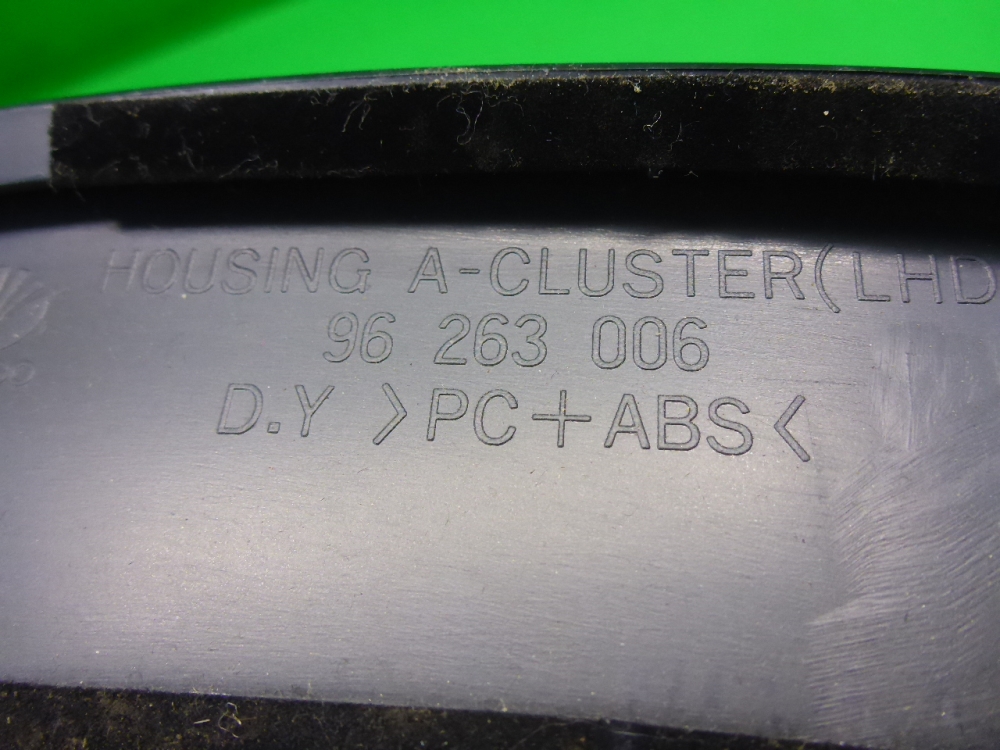 HOUSING A-CLUSTER(LHD
96 263 006
D.Y >PC+ABS<